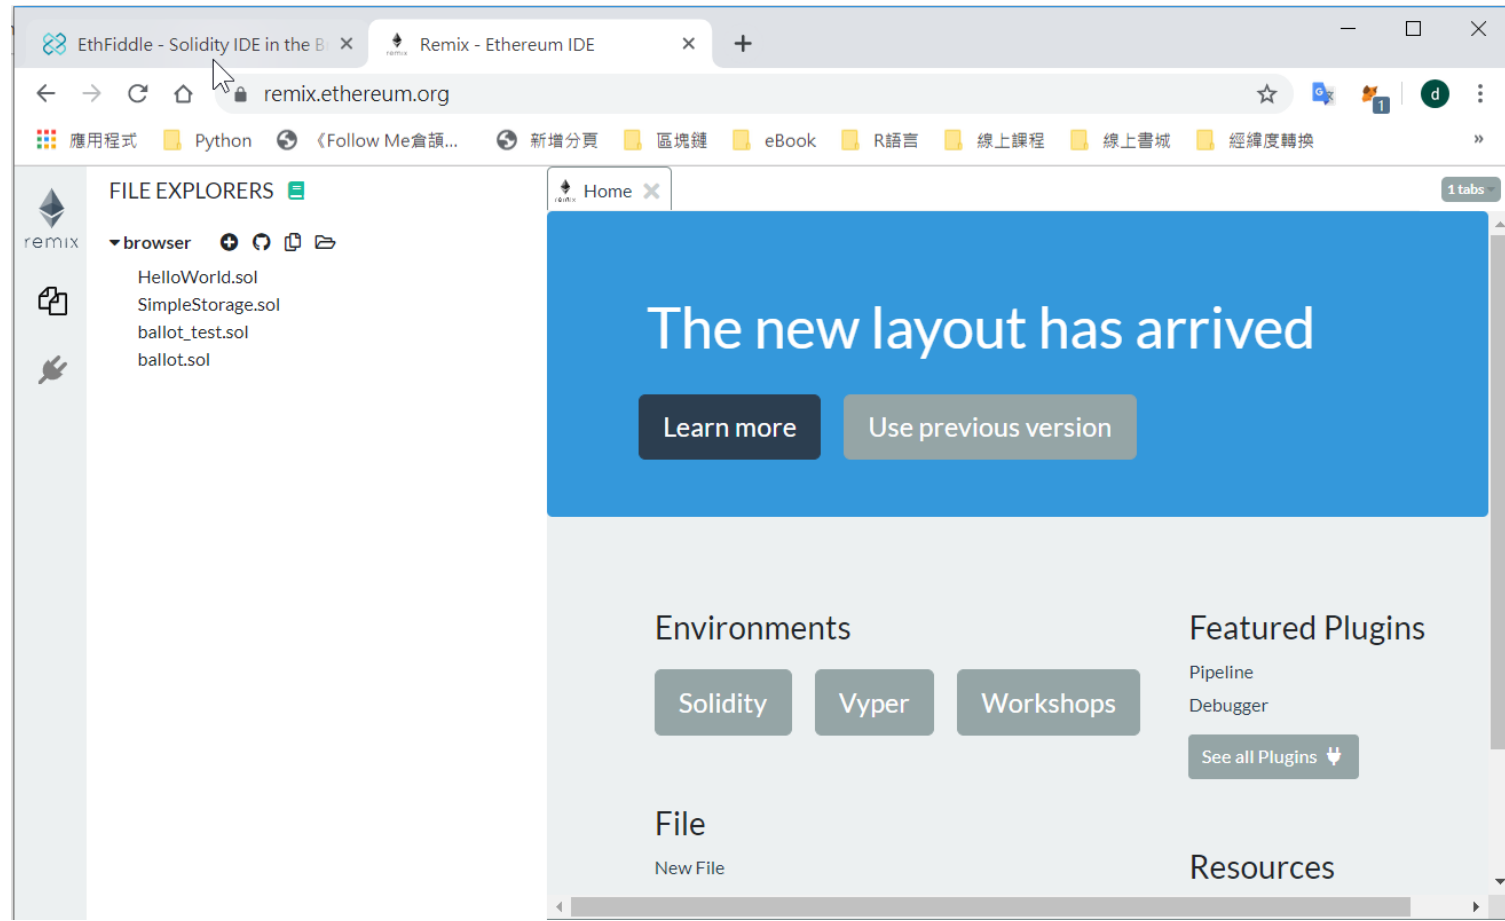 EthFiddle - Solidity IDE in the B
Remix - Ethereum IDE
remix.ethereum.org
1
d
應用程式
Python
《Follow Me倉頡...
新增分頁
區塊鏈
eBook
R語言
線上課程
線上書城
經緯度轉換
remix
FILE EXPLORERS
browser
HelloWorld.sol
SimpleStorage.sol
ballot_test.sol
ballot.sol
Home
1 tabs
The new layout has arrived
Learn more
Use previous version
Environments
Solidity
Vyper
Workshops
Featured Plugins
Pipeline
Debugger
See all Plugins
File
New File
Resources